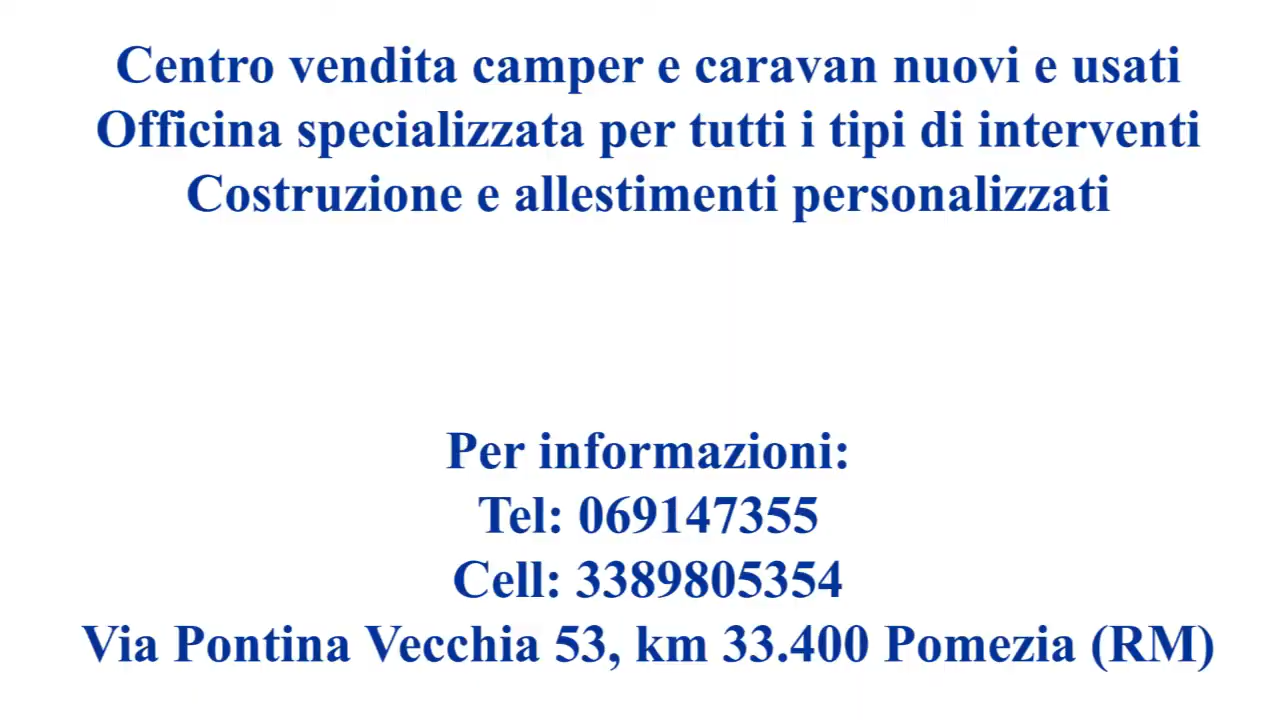 Centro vendita camper e caravan nuovi e usati
Officina specializzata per tutti i tipi di interventi
Costruzione e allestimenti personalizzati
Per informazioni:
Tel: 069147355
Cell: 3389805354
Via Pontina Vecchia 53, km 33.400 Pomezia (RM)